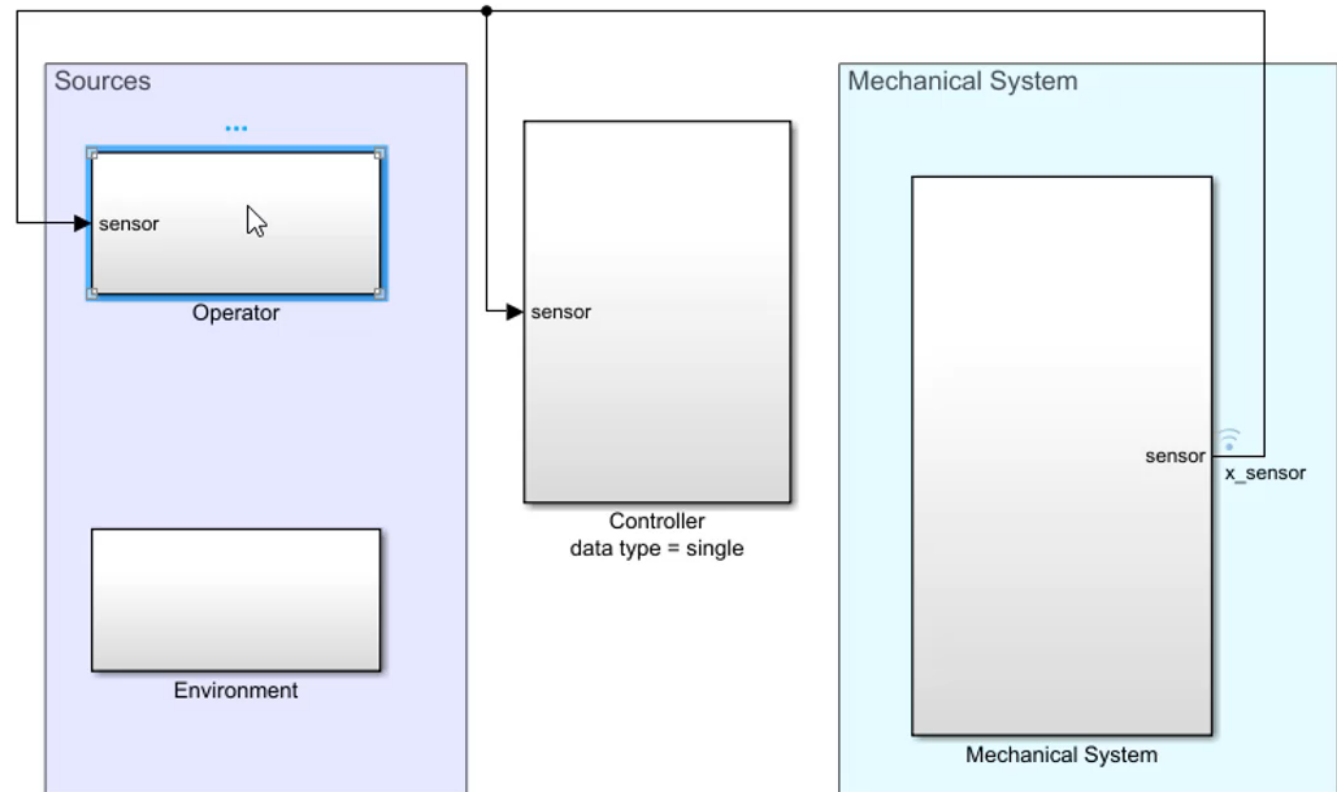 Sources
Mechanical System
sensor
Operator
sensor
Controller
data type = single
Environment
sensor
x_sensor
Mechanical System